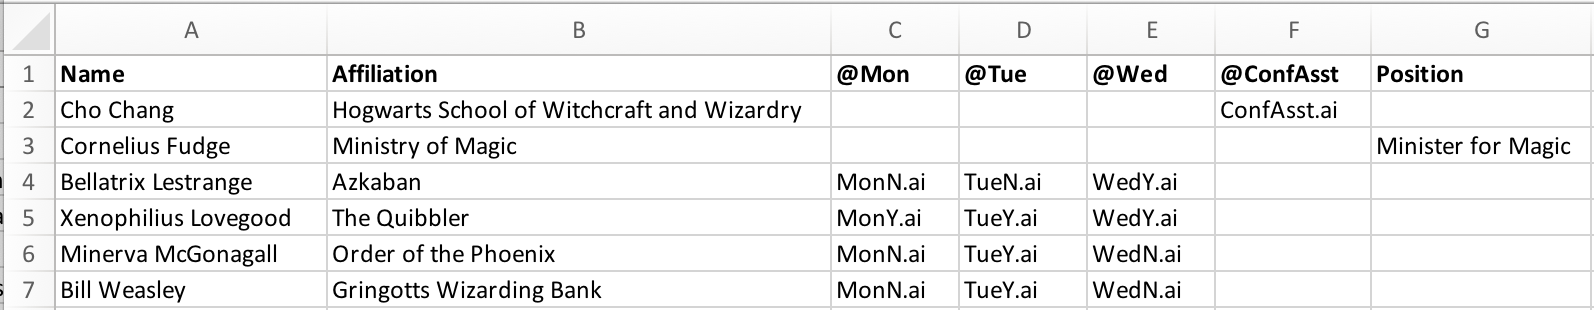 A B C D E F G
1 Name Affiliation @Mon @Tue @Wed @ConfAsst Position
2 Cho Chang Hogwarts School of Witchcraft and Wizardry ConfAsst.ai
3 Cornelius Fudge Ministry of Magic Minister for Magic
4 Bellatrix Lestrange Azkaban MonN.ai TueN.ai WedY.ai
5 Xenophilius Lovegood The Quibbler MonY.ai TueY.ai WedY.ai
6 Minerva McGonagall Order of the Phoenix MonN.ai TueY.ai WedN.ai
7 Bill Weasley Gringotts Wizarding Bank MonN.ai TueY.ai WedN.ai